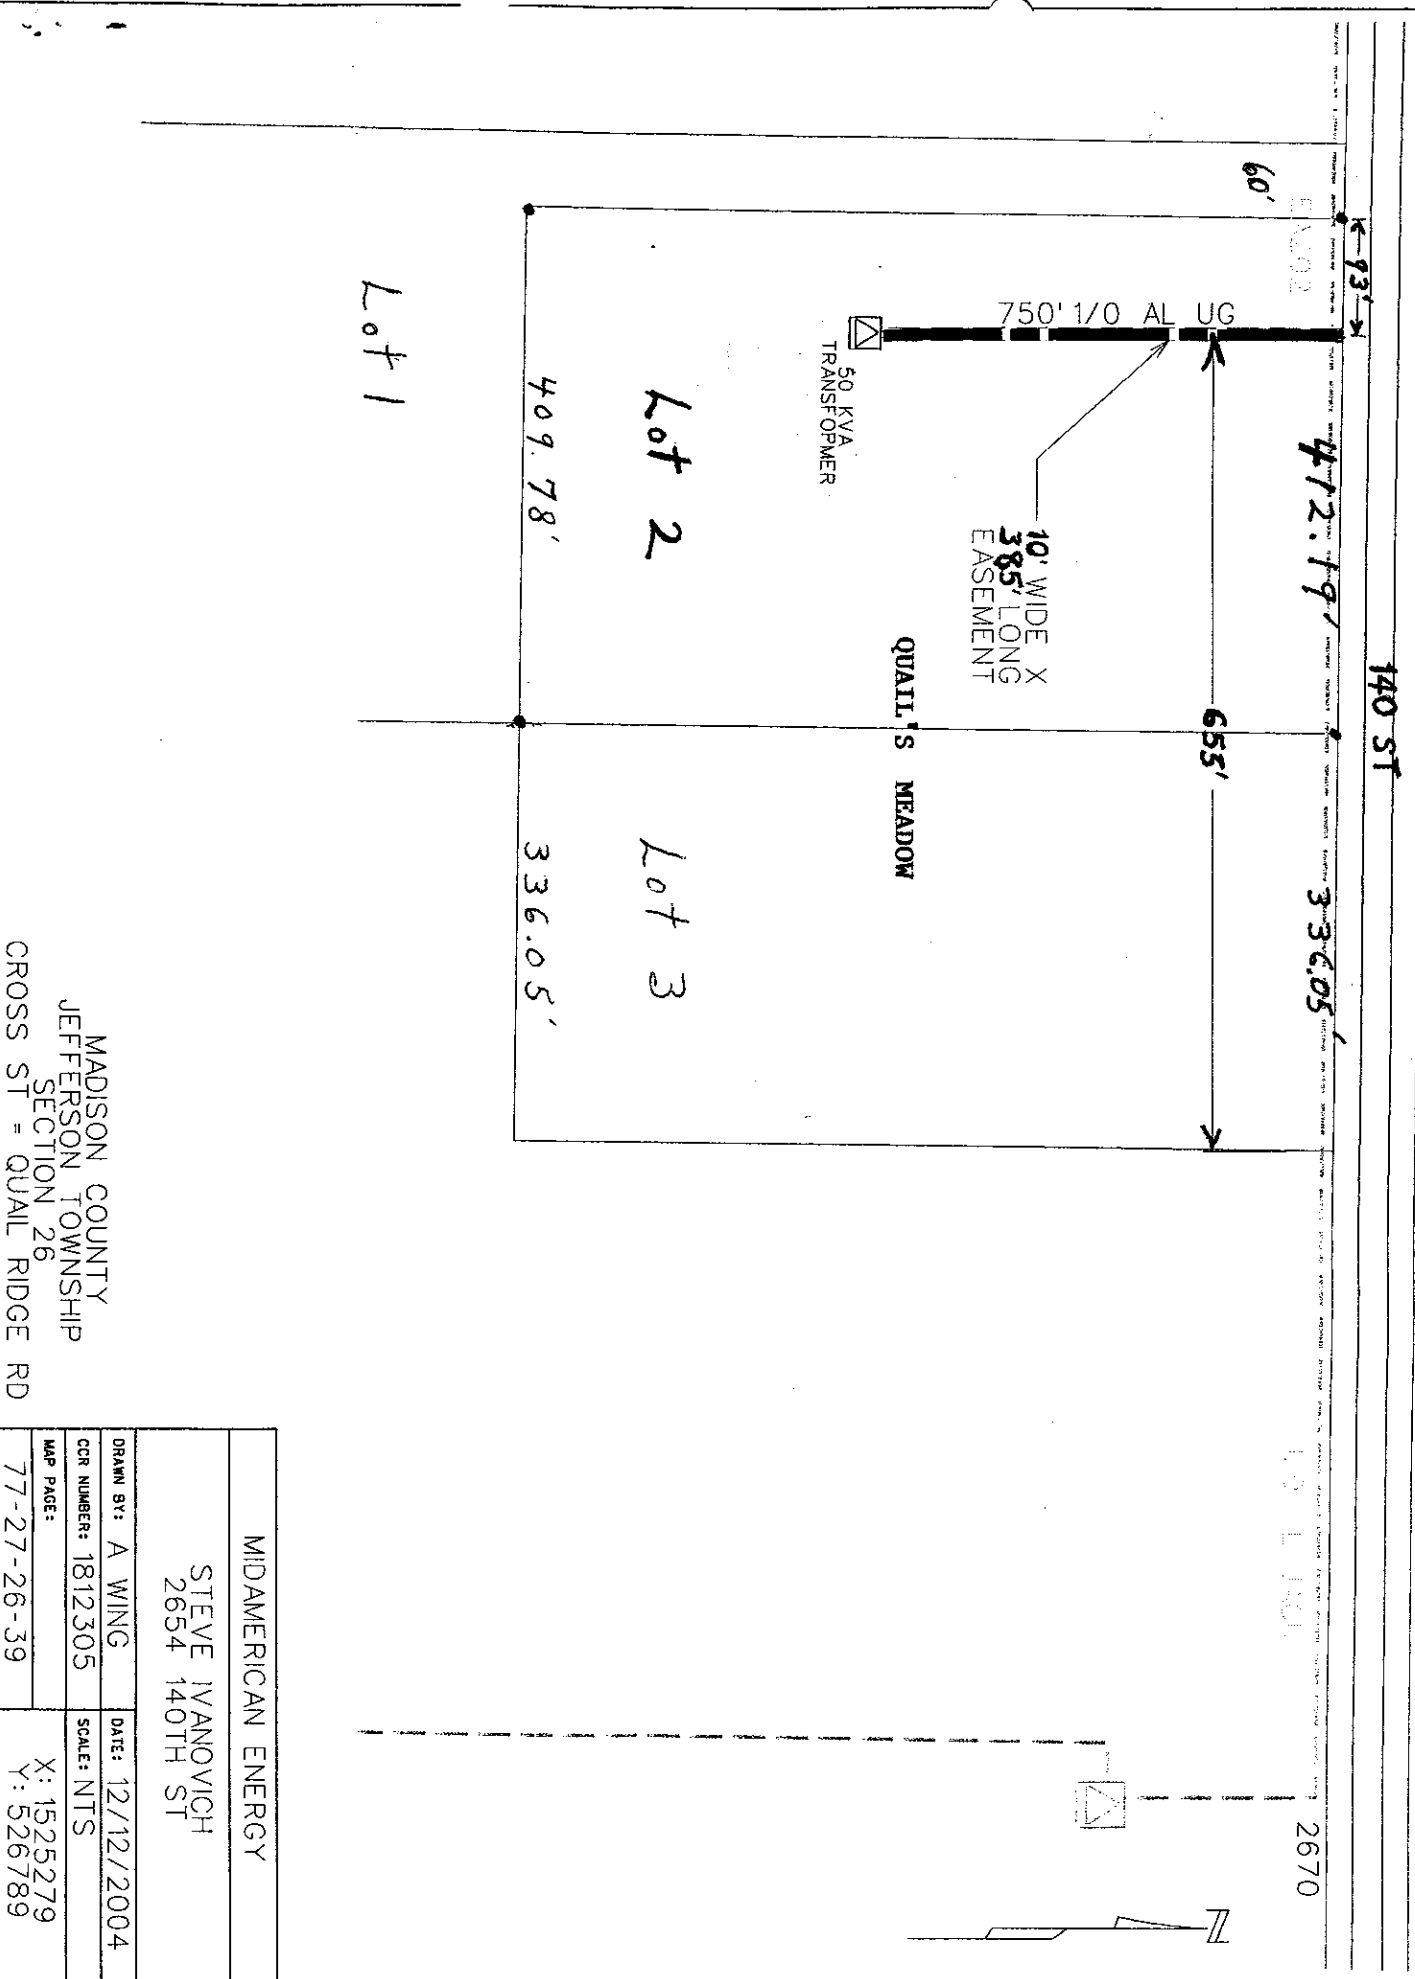 140 ST
93'
412.19'
336.05'
60'
2670
750' 1/0 AL UG
655'
10' WIDE X
385' LONG
EASEMENT
50 KVA
TRANSFOPMER
QUAIL'S MEADOW
Lot 2
Lot 3
409.78'
336.05'
Lot 1
N
MADISON COUNTY
JEFFERSON TOWNSHIP
SECTION 26
CROSS ST = QUAIL RIDGE RD
MIDAMERICAN ENERGY
STEVE IVANOVICH
2654 140TH ST
DRAWN BY: A WING
DATE: 12/12/2004
CCR NUMBER: 1812305
SCALE: NTS
MAP PAGE:
77-27-26-39
X: 1525279
Y: 526789